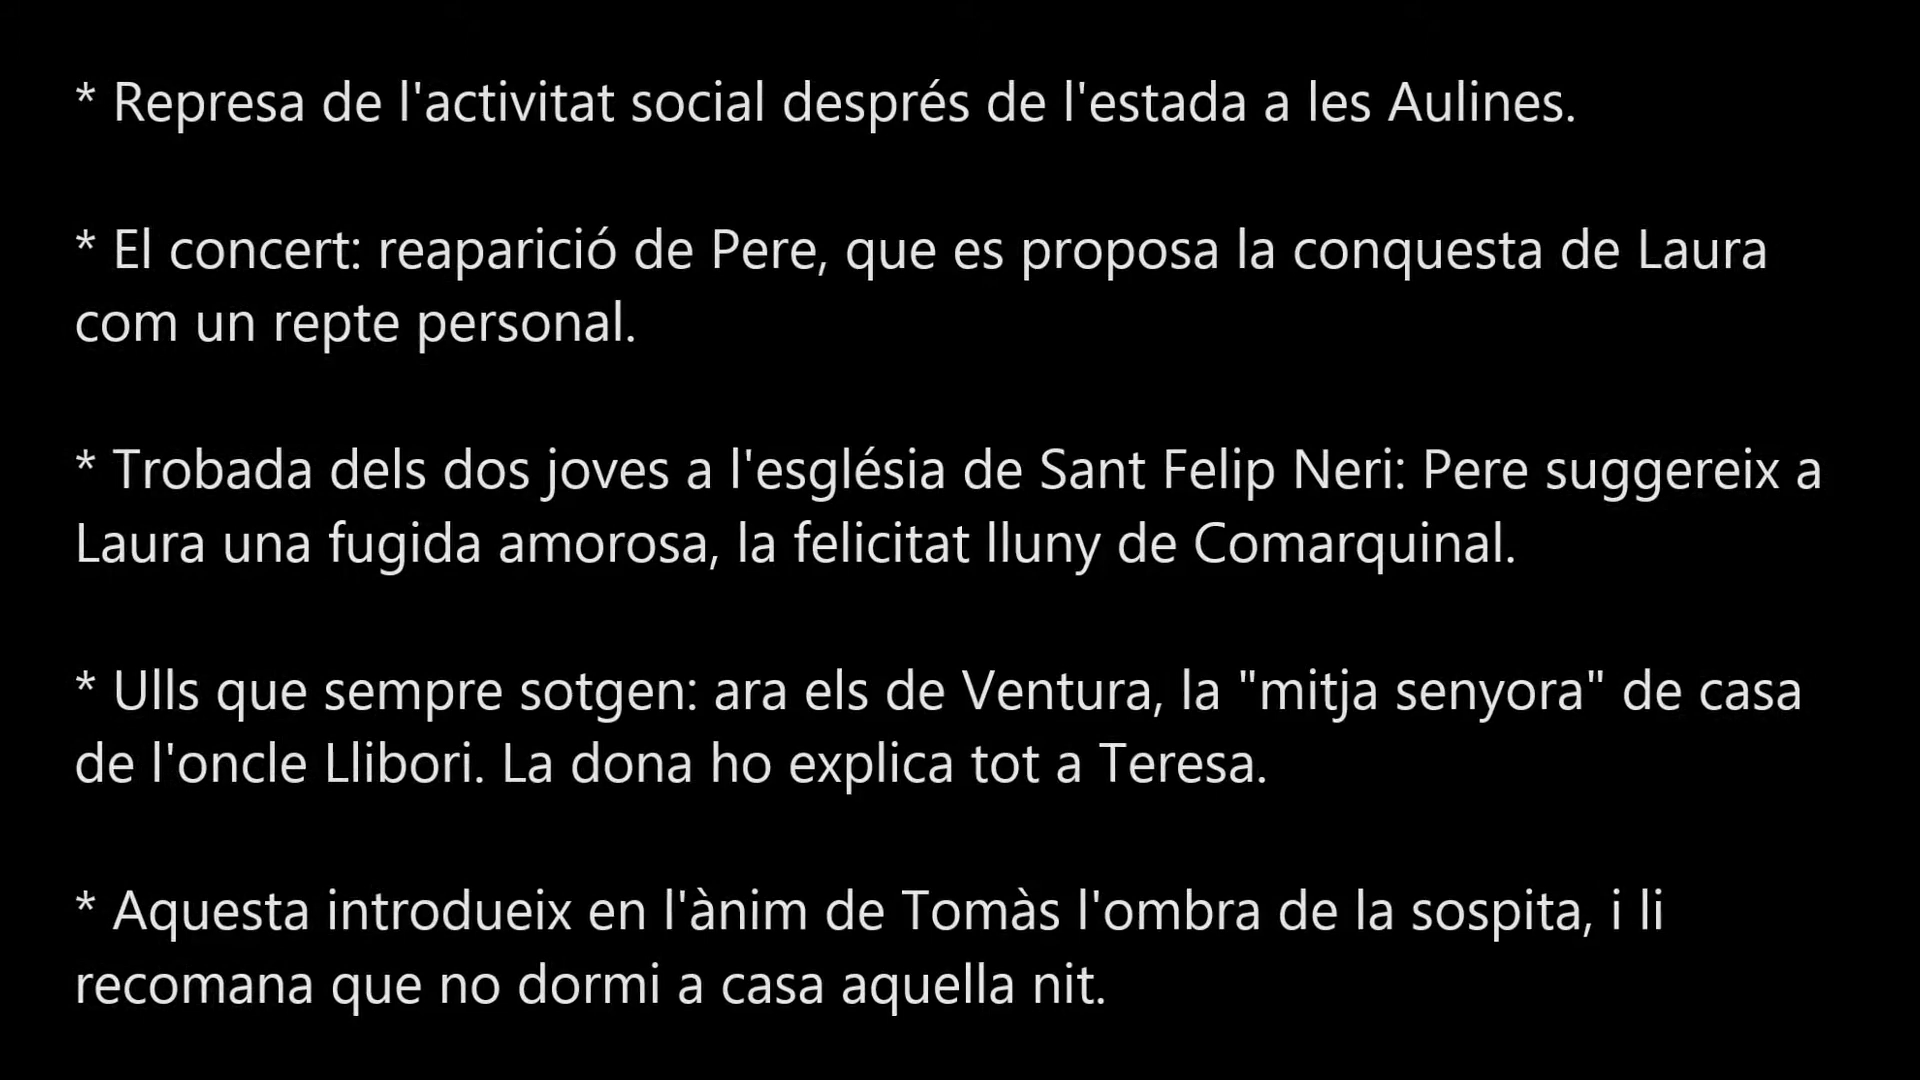 * Represa de l'activitat social després de l'estada a les Aulines.
* El concert: reaparició de Pere, que es proposa la conquesta de Laura
com un repte personal.
* Trobada dels dos joves a l'església de Sant Felip Neri: Pere suggereix a
Laura una fugida amorosa, la felicitat lluny de Comarquinal.
* Ulls que sempre sotgen: ara els de Ventura, la "mitja senyora" de casa
de l'oncle Llibori. La dona ho explica tot a Teresa.
* Aquesta introdueix en l'ànim de Tomàs l'ombra de la sospita, i li
recomana que no dormi a casa aquella nit.